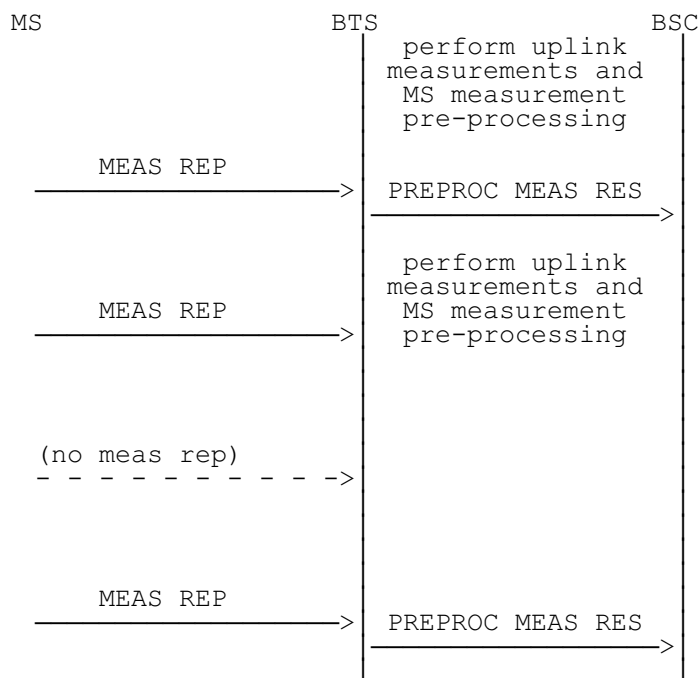 MS BTS BSC
perform uplink
measurements and
MS measurement
pre-processing
MEAS REP
PREPROC MEAS RES
perform uplink
measurements and
MS measurement
pre-processing
MEAS REP
(no meas rep)
MEAS REP
PREPROC MEAS RES